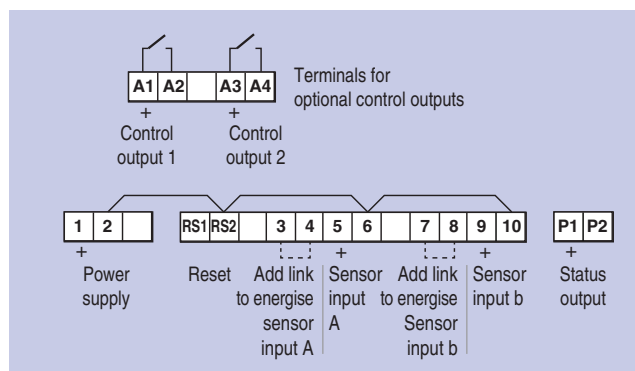 A1 A2 A3 A4
Terminals for
optional control outputs
+ +
Control Control
output 1 output 2
1 2 RS1 RS2 3 4 5 6 7 8 9 10 P1 P2
+ + + +
Power Reset Add link Sensor Add link Sensor Status
supply to energise input to energise input b output
sensor A Sensor
input A input b